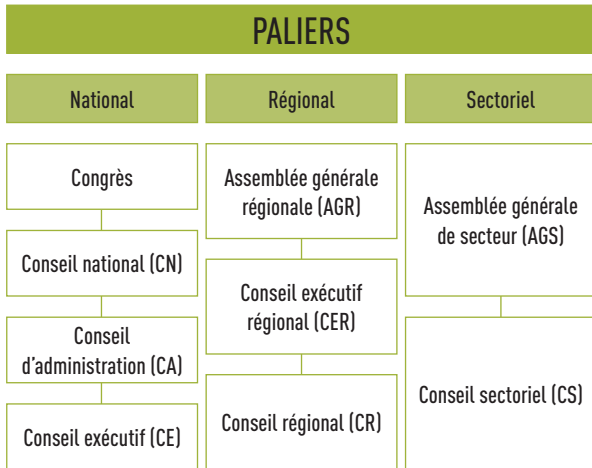 PALIERS
National
Régional
Sectoriel
Congrès
Conseil national (CN)
Conseil
d'administration (CA)
Conseil exécutif (CE)
Assemblée générale
régionale (AGR)
Conseil exécutif
régional (CER)
Conseil régional (CR)
Assemblée générale
de secteur (AGS)
Conseil sectoriel (CS)